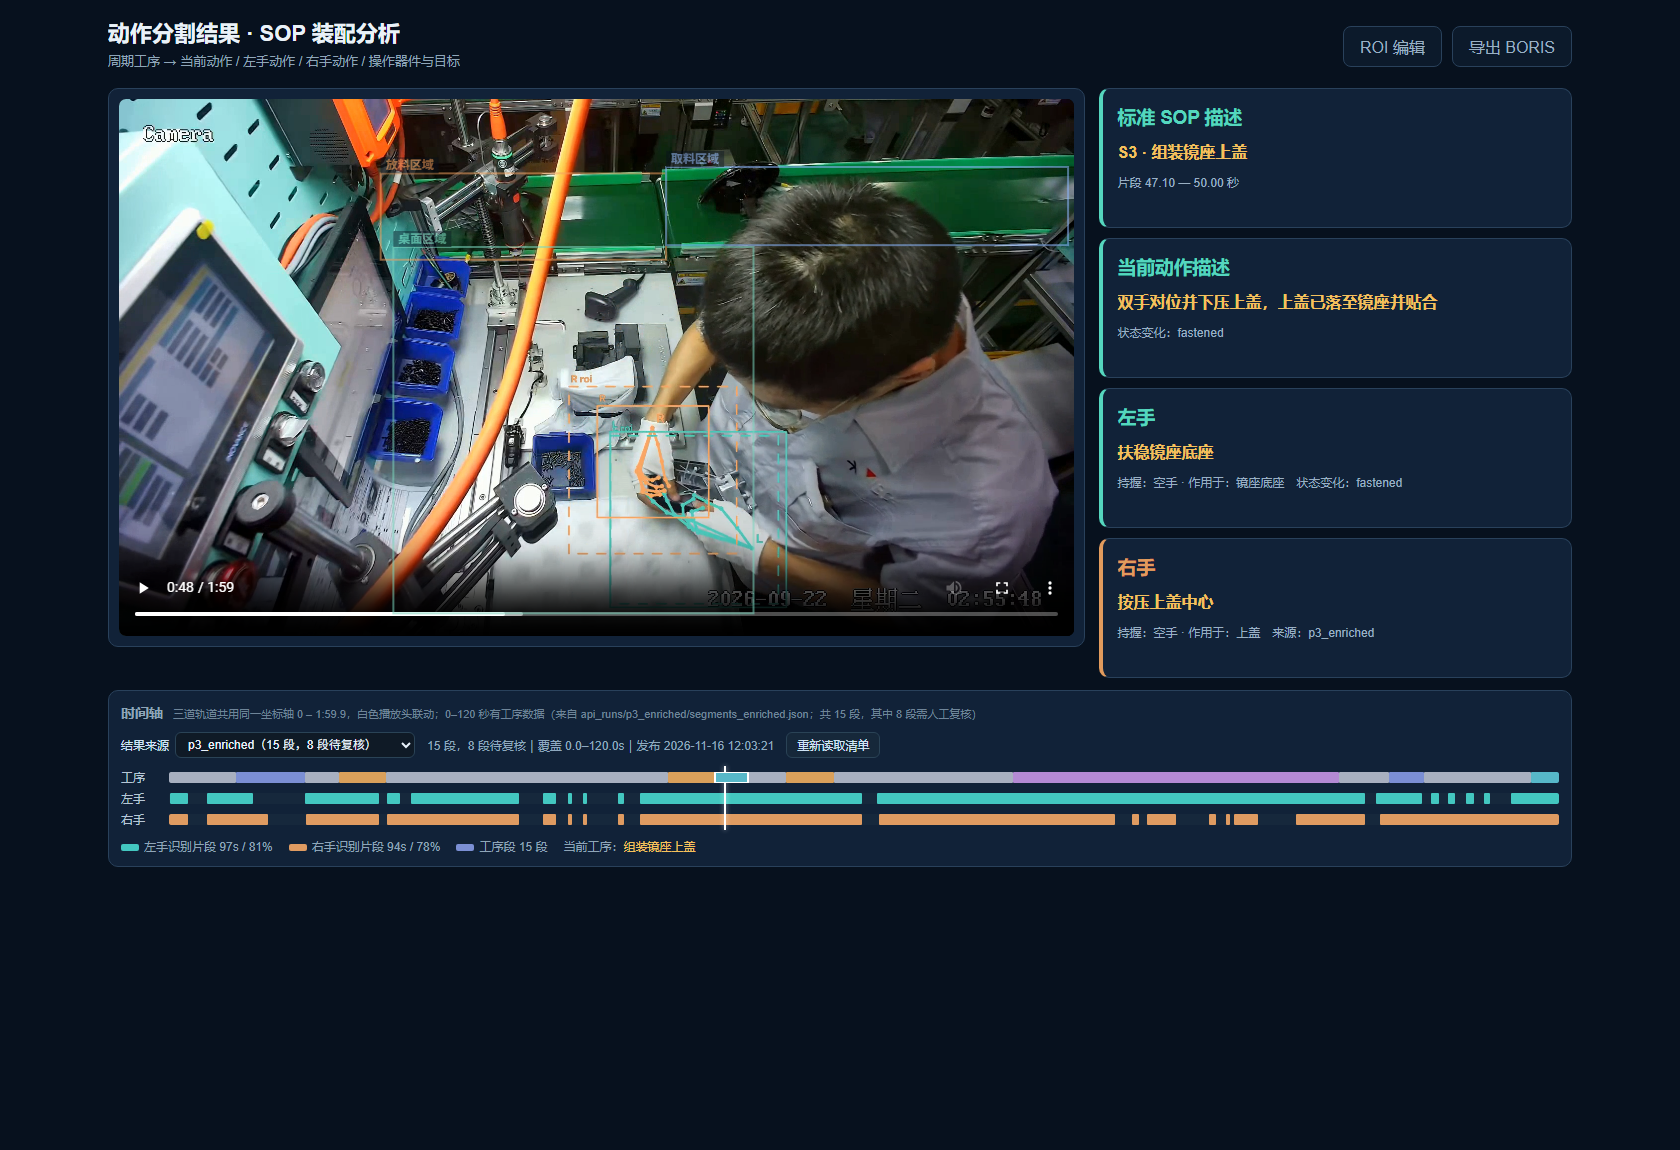 动作分割结果 · SOP 装配分析
周期工序 → 当前动作 / 左手动作 / 右手动作 / 操作器件与目标
ROI 编辑
导出 BORIS
Camera
放料区域
取料区域
桌面区域
R roi
R
L
0:48 / 1:59
2026-09-22 星期二 02:55:48
标准 SOP 描述
S3 · 组装镜座上盖
片段 47.10 — 50.00 秒
当前动作描述
双手对位并下压上盖，上盖已落至镜座并贴合
状态变化：fastened
左手
扶稳镜座底座
持握：空手 · 作用于：镜座底座 状态变化：fastened
右手
按压上盖中心
持握：空手 · 作用于：上盖 来源：p3_enriched
时间轴 三道轨道共用同一坐标轴 0 – 1:59.9，白色播放头联动；0–120 秒有工序数据（来自 api_runs/p3_enriched/segments_enriched.json；共 15 段，其中 8 段需人工复核）
结果来源 p3_enriched（15 段，8 段待复核） 15 段，8 段待复核 | 覆盖 0.0–120.0s | 发布 2026-11-16 12:03:21 重新读取清单
工序
左手
右手
左手识别片段 97s / 81% 右手识别片段 94s / 78% 工序段 15 段 当前工序：组装镜座上盖